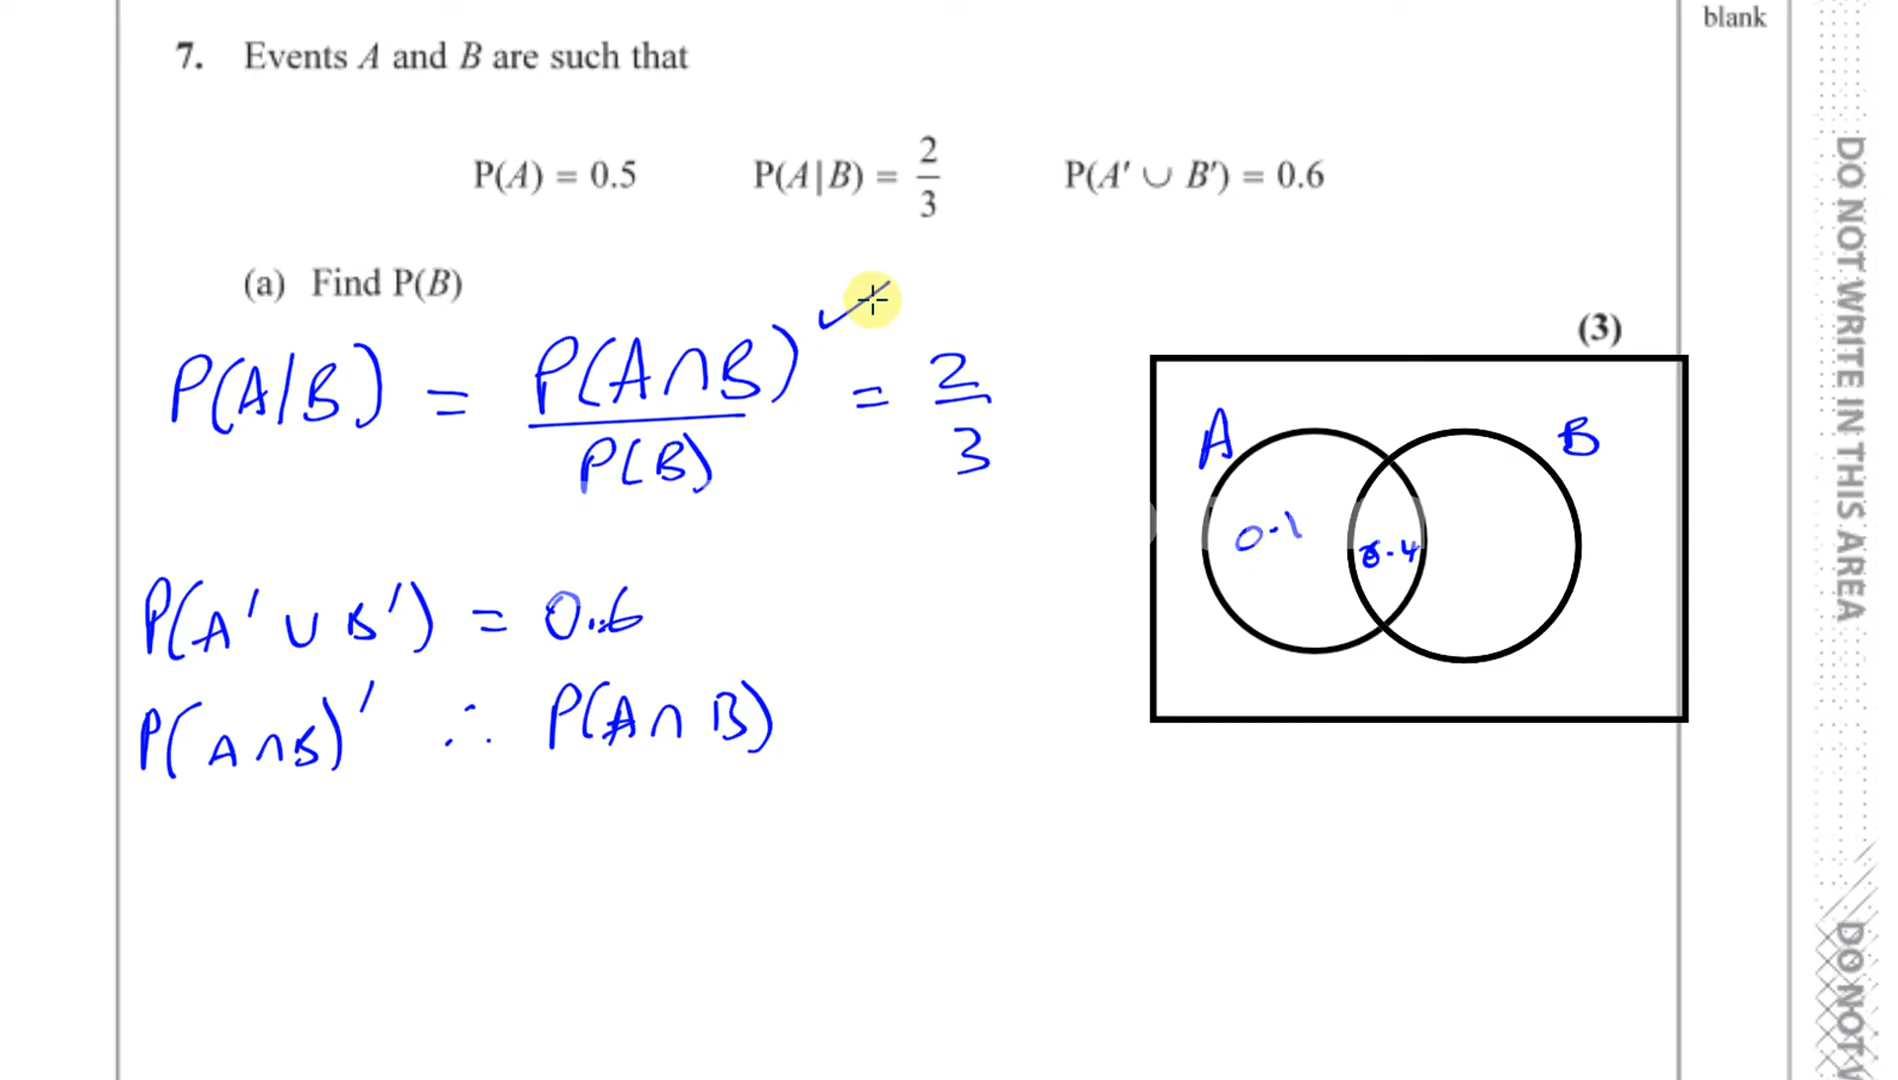 blank
7. Events A and B are such that
P(A) = 0.5 P(A|B) = 2/3 P(A′ ∪ B′) = 0.6
(a) Find P(B)
(3)
P(A/B) = P(A∩B)/P(B) = 2/3
A B
0.1 0.4
P(A' ∪ B') = 0.6
P(A∩B)' ∴ P(A∩B)
DO NOT WRITE IN THIS AREA
DO NOT W